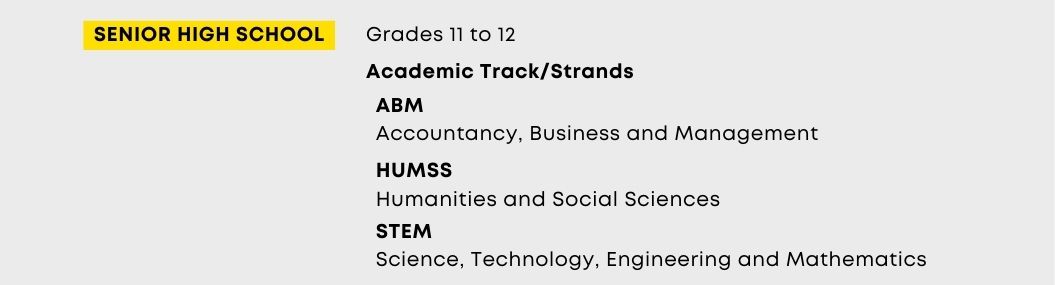 SENIOR HIGH SCHOOL Grades 11 to 12
Academic Track/Strands
ABM
Accountancy, Business and Management
HUMSS
Humanities and Social Sciences
STEM
Science, Technology, Engineering and Mathematics